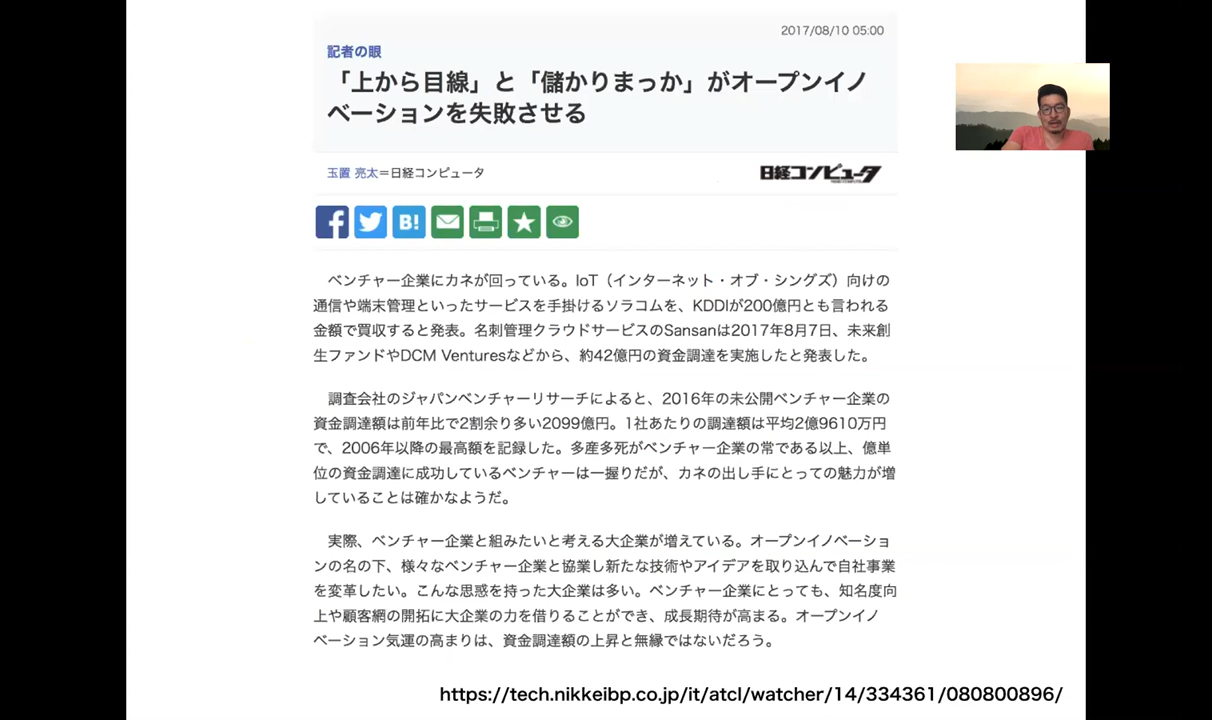 2017/08/10 05:00
記者の眼
「上から目線」と「儲かりまっか」がオープンイノ
ベーションを失敗させる
玉置 亮太＝日経コンピュータ
日経コンピュータ
B!
ベンチャー企業にカネが回っている。IoT（インターネット・オブ・シングズ）向けの
通信や端末管理といったサービスを手掛けるソラコムを、KDDIが200億円とも言われる
金額で買収すると発表。名刺管理クラウドサービスのSansanは2017年8月7日、未来創
生ファンドやDCM Venturesなどから、約42億円の資金調達を実施したと発表した。
調査会社のジャパンベンチャーリサーチによると、2016年の未公開ベンチャー企業の
資金調達額は前年比で2割余り多い2099億円。1社あたりの調達額は平均2億9610万円
で、2006年以降の最高額を記録した。多産多死がベンチャー企業の常である以上、億単
位の資金調達に成功しているベンチャーは一握りだが、カネの出し手にとっての魅力が増
していることは確かなようだ。
実際、ベンチャー企業と組みたいと考える大企業が増えている。オープンイノベーショ
ンの名の下、様々なベンチャー企業と協業し新たな技術やアイデアを取り込んで自社事業
を変革したい。こんな思惑を持った大企業は多い。ベンチャー企業にとっても、知名度向
上や顧客網の開拓に大企業の力を借りることができ、成長期待が高まる。オープンイノ
ベーション気運の高まりは、資金調達額の上昇と無縁ではないだろう。
https://tech.nikkeibp.co.jp/it/atcl/watcher/14/334361/080800896/